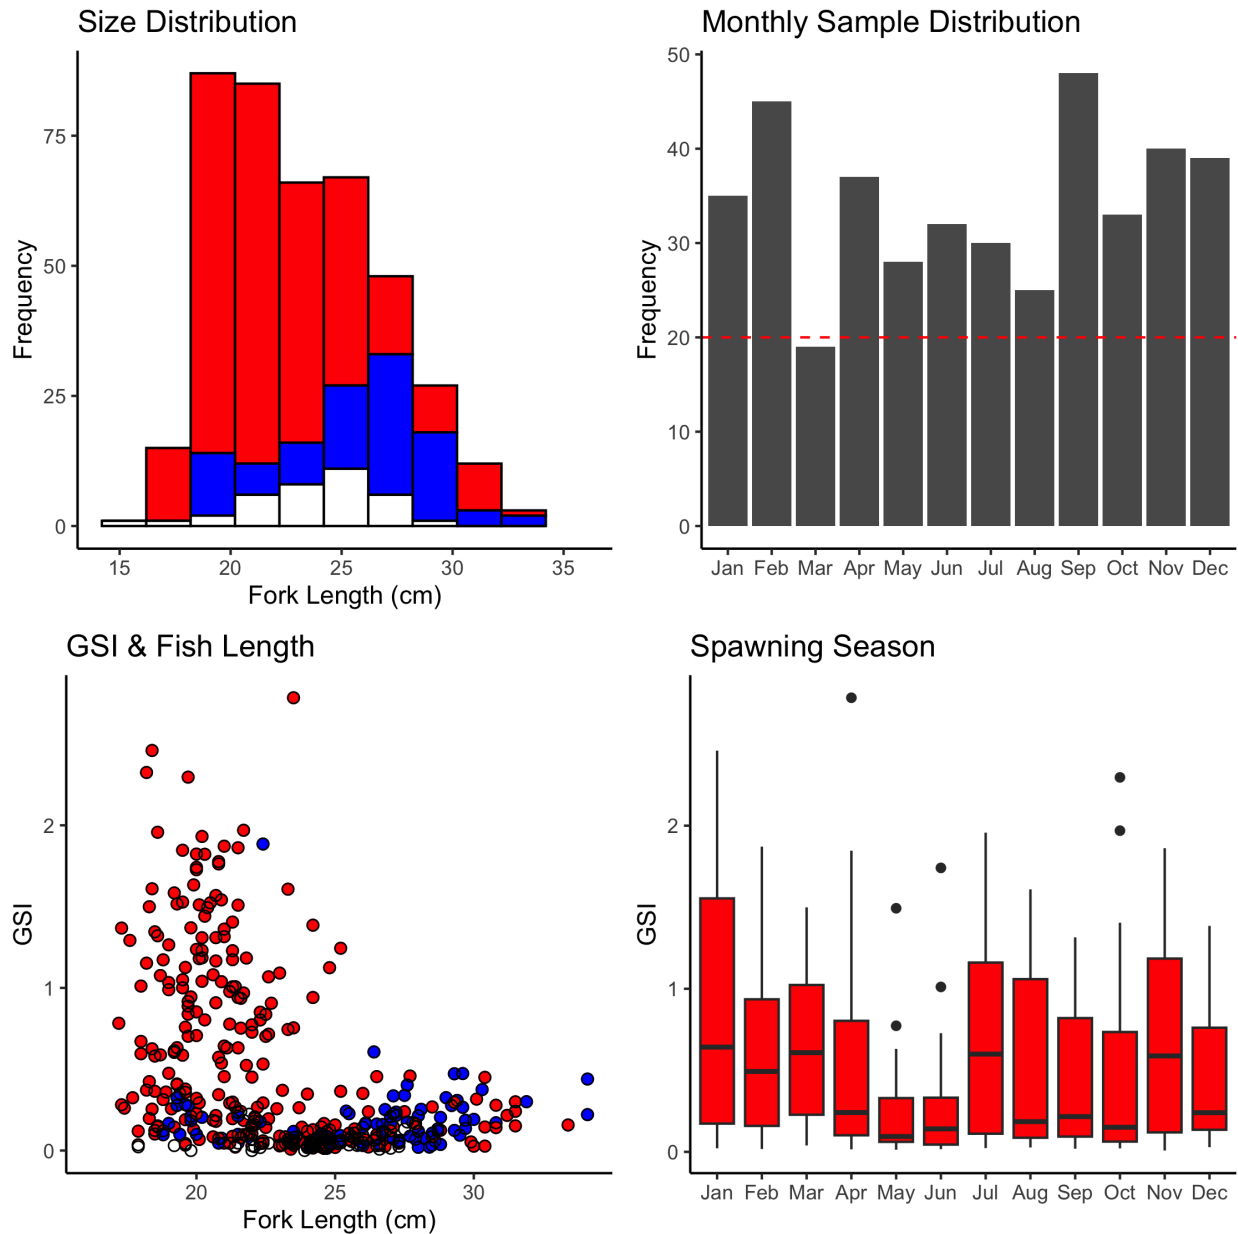 Size Distribution
Frequency
75
50
25
0
15 20 25 30 35
Fork Length (cm)
Monthly Sample Distribution
Frequency
50
40
30
20
10
0
Jan Feb Mar Apr May Jun Jul Aug Sep Oct Nov Dec
GSI & Fish Length
GSI
2
1
0
20 25 30
Fork Length (cm)
Spawning Season
GSI
2
1
0
Jan Feb Mar Apr May Jun Jul Aug Sep Oct Nov Dec